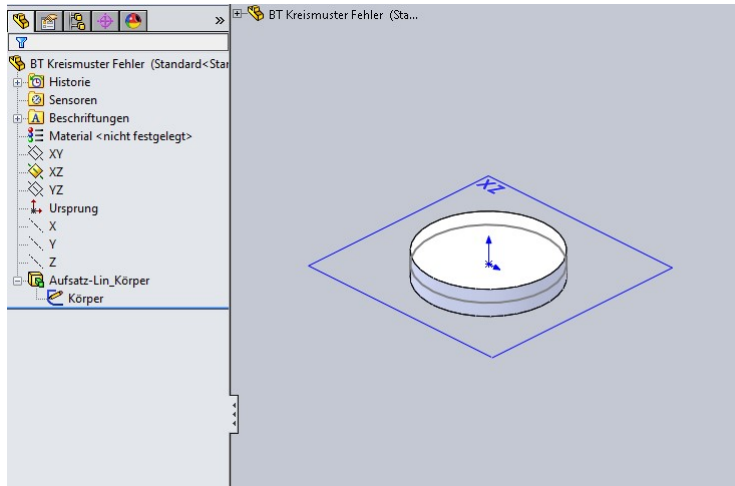 »
BT Kreismuster Fehler (Sta...
BT Kreismuster Fehler (Standard<Star
Historie
Sensoren
A Beschriftungen
Material <nicht festgelegt>
XY
XZ
YZ
Ursprung
X
Y
Z
Aufsatz-Lin_Körper
Körper
XZ